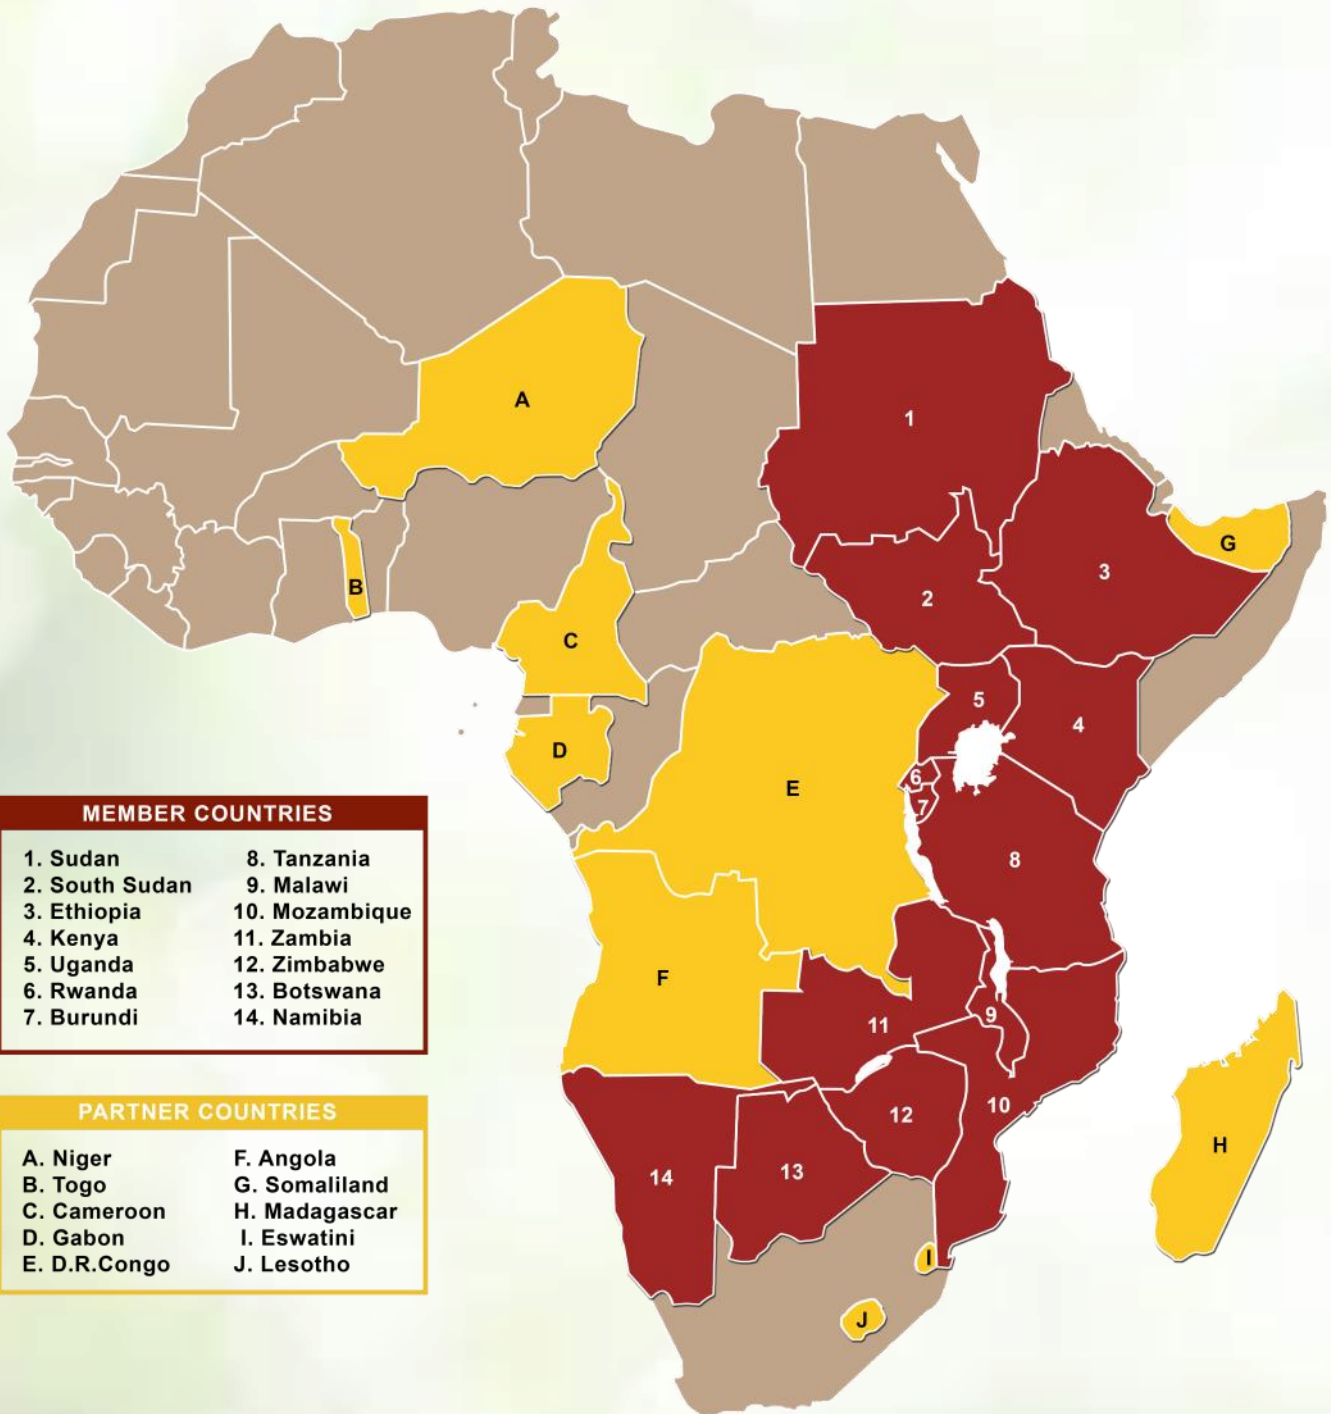 A
1
G
B
3
2
C
5
4
D
6
E
7
8
MEMBER COUNTRIES
1. Sudan 8. Tanzania
2. South Sudan 9. Malawi
3. Ethiopia 10. Mozambique
4. Kenya 11. Zambia
5. Uganda 12. Zimbabwe
6. Rwanda 13. Botswana
7. Burundi 14. Namibia
F
9
11
10
12
H
14
13
I
J
PARTNER COUNTRIES
A. Niger F. Angola
B. Togo G. Somaliland
C. Cameroon H. Madagascar
D. Gabon I. Eswatini
E. D.R.Congo J. Lesotho